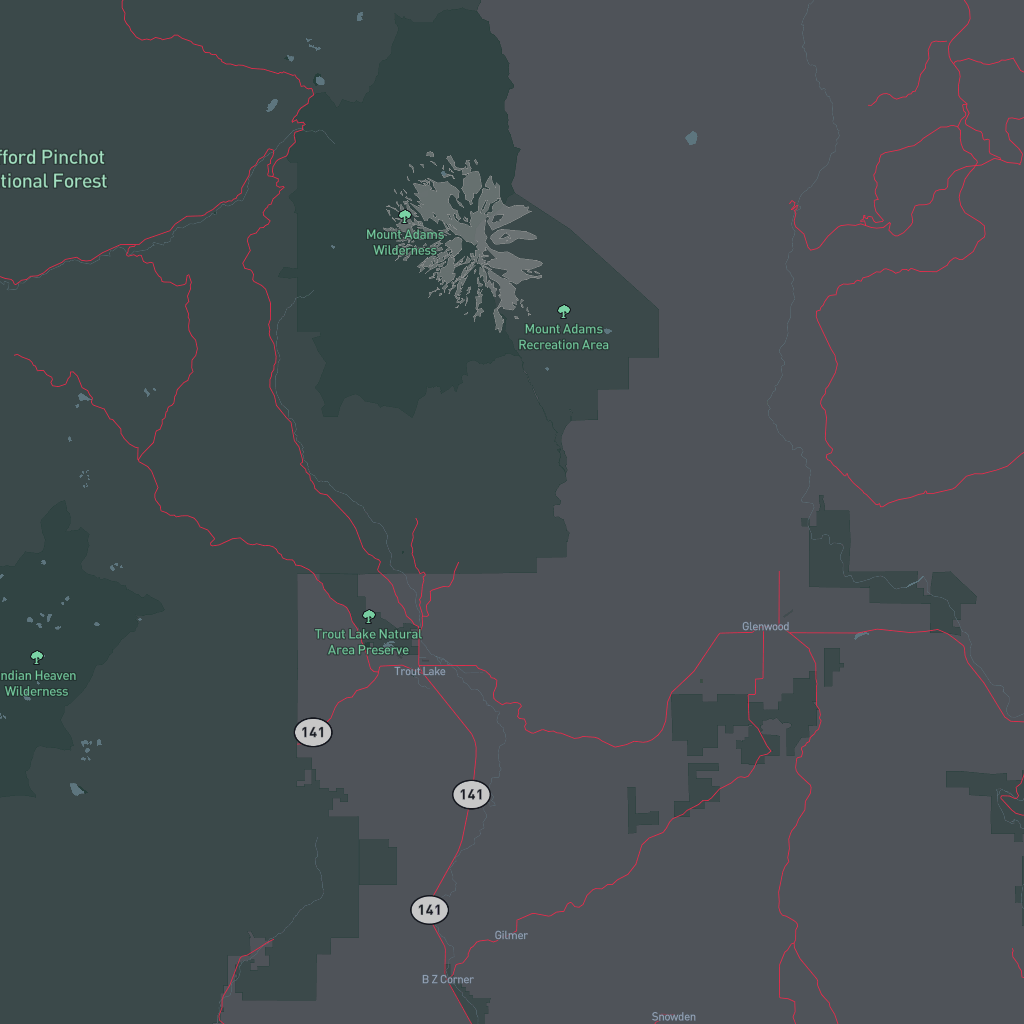 fford Pinchot
tional Forest
Mount Adams
Wilderness
Mount Adams
Recreation Area
Trout Lake Natural
Area Preserve
Glenwood
Trout Lake
ndian Heaven
Wilderness
141
141
141
Gilmer
B Z Corner
Snowden